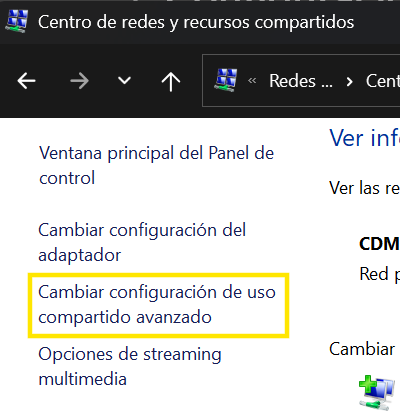 Centro de redes y recursos compartidos
« Redes ... > Cent
Ver inf
Ventana principal del Panel de
control
Ver las re
Cambiar configuración del
adaptador
CDM
Red p
Cambiar configuración de uso
compartido avanzado
Cambiar
Opciones de streaming
multimedia